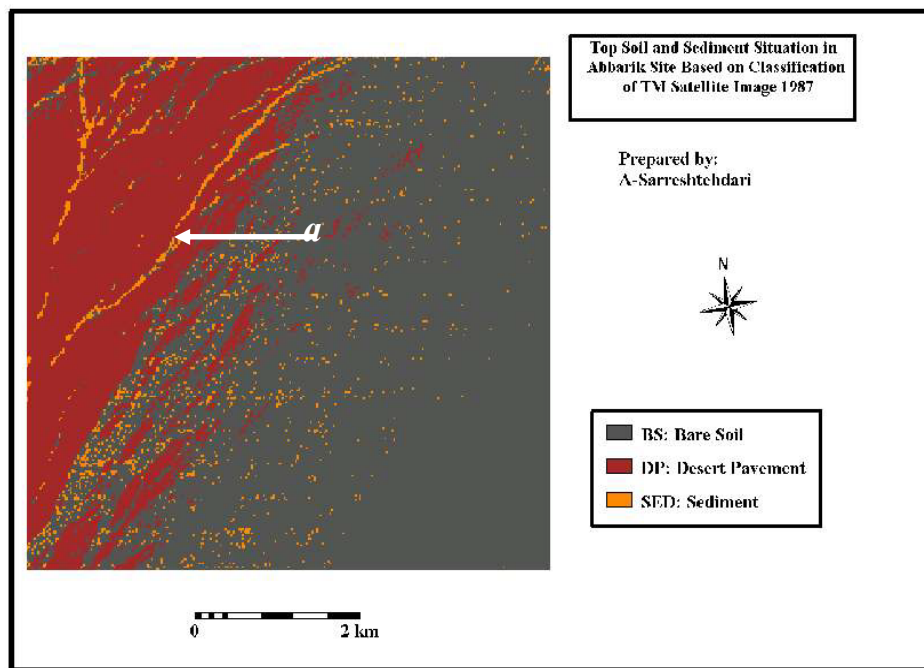 Top Soil and Sediment Situation in
Abbarik Site Based on Classification
of TM Satellite Image 1987
Prepared by:
A-Sarreshtehdari
a
N
BS: Bare Soil
DP: Desert Pavement
SED: Sediment
0 2 km